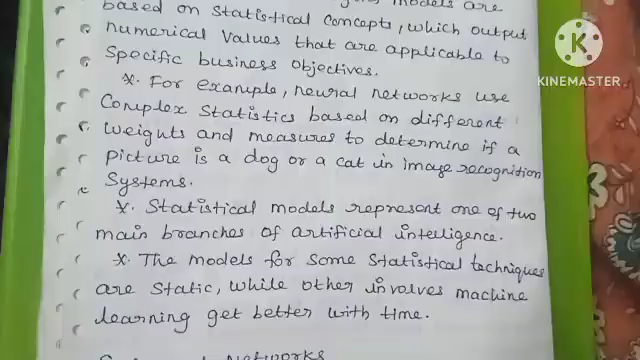 models are
based on statistical concepts, which output
numerical values that are applicable to
specific business objectives.
* For example, neural networks use
complex statistics based on different
weights and measures to determine if a
picture is a dog or a cat in image recognition
systems.
* Statistical models represent one of two
main branches of artificial intelligence.
* The models for some statistical techniques
are static, while other involves machine
learning get better with time.
Networks
KINEMASTER